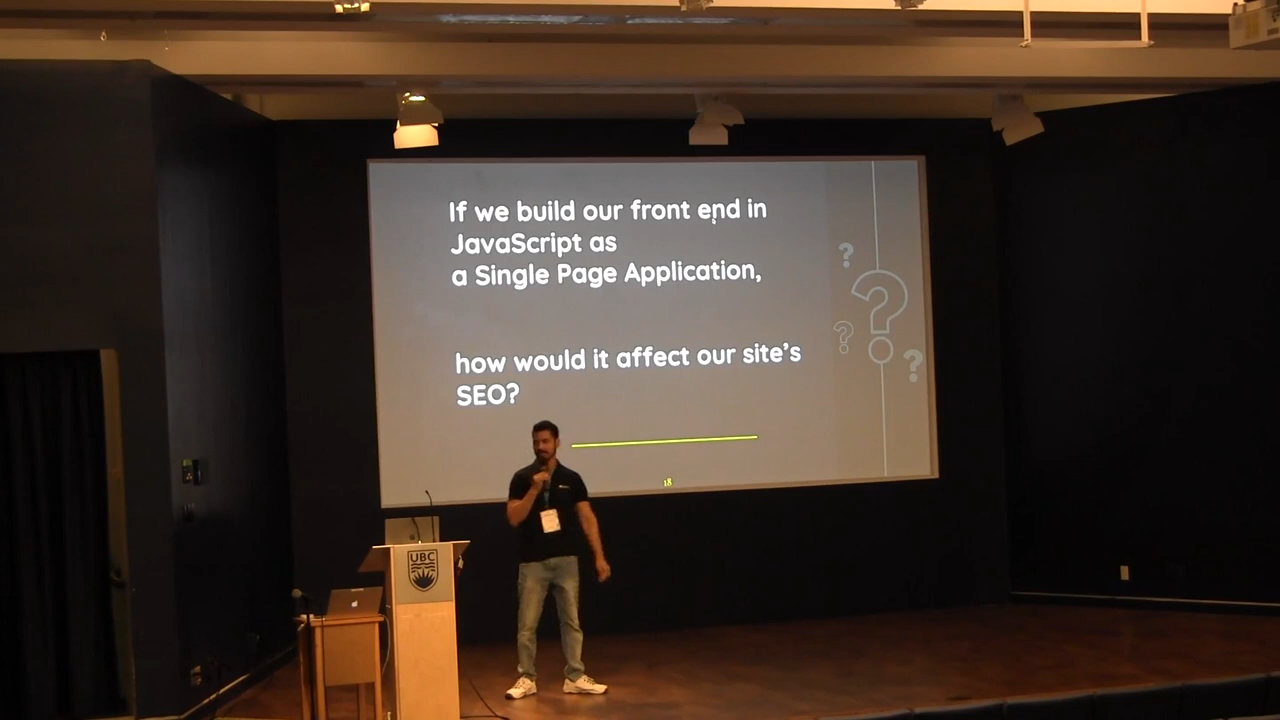 If we build our front end in
JavaScript as
a Single Page Application,
how would it affect our site's
SEO?
18
UBC